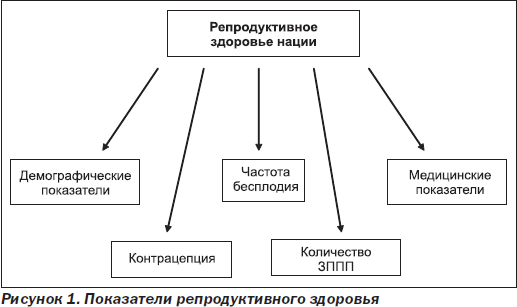 Репродуктивное
здоровье нации
Демографические
показатели
Частота
бесплодия
Медицинские
показатели
Контрацепция
Количество
ЗППП
Рисунок 1. Показатели репродуктивного здоровья